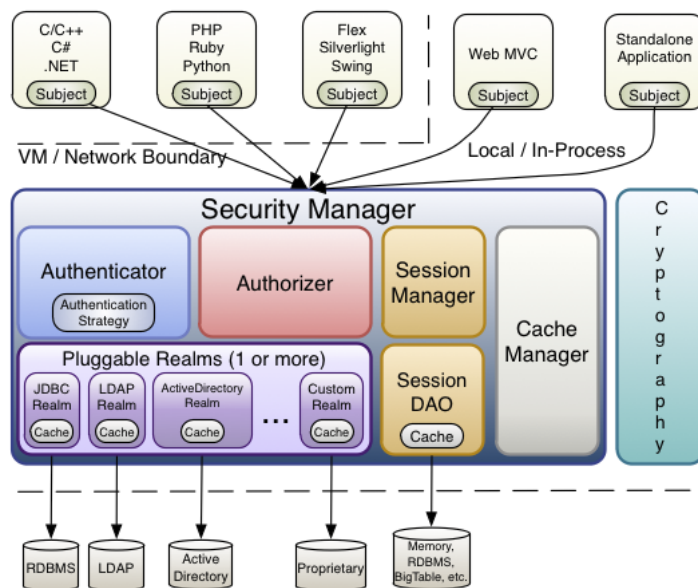 C/C++
C#
.NET
Subject
PHP
Ruby
Python
Subject
Flex
Silverlight
Swing
Subject
Web MVC
Subject
Standalone
Application
Subject
VM / Network Boundary
Local / In-Process
Security Manager
Authenticator
Authentication
Strategy
Authorizer
Session
Manager
Cache
Manager
Cryptography
Pluggable Realms (1 or more)
JDBC
Realm
Cache
LDAP
Realm
Cache
ActiveDirectory
Realm
Cache
...
Custom
Realm
Cache
Session
DAO
Cache
RDBMS
LDAP
Active
Directory
Proprietary
Memory,
RDBMS,
BigTable, etc.